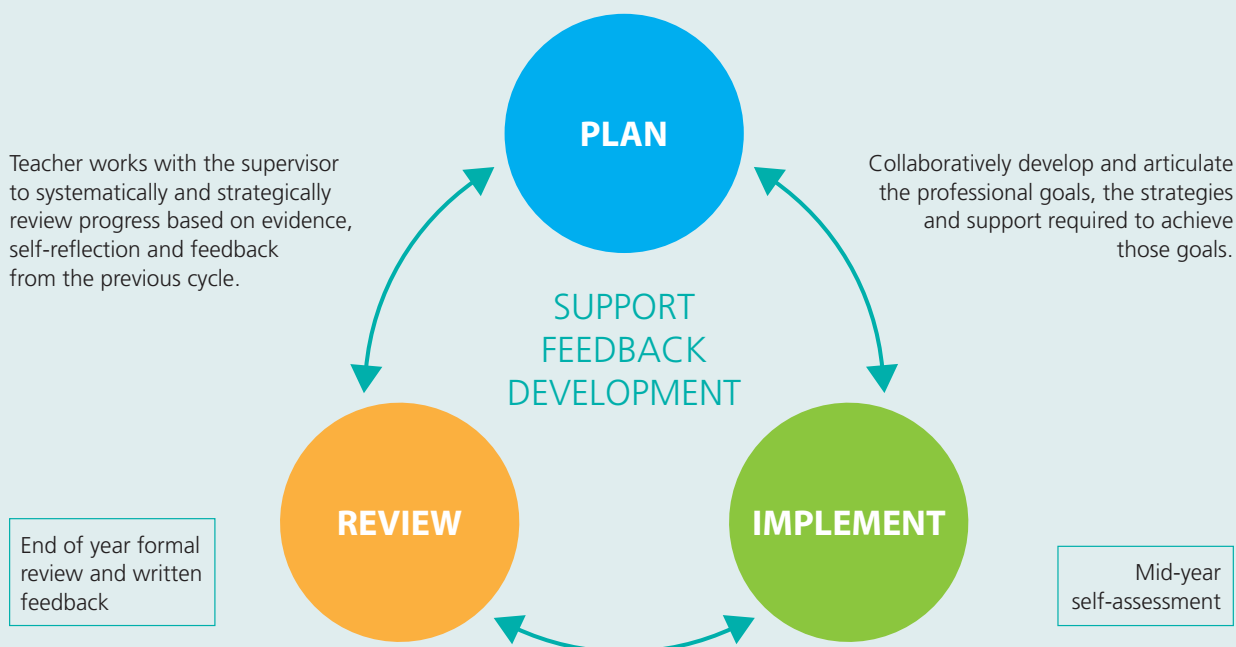 PLAN
Teacher works with the supervisor
to systematically and strategically
review progress based on evidence,
self-reflection and feedback
from the previous cycle.
Collaboratively develop and articulate
the professional goals, the strategies
and support required to achieve
those goals.
SUPPORT
FEEDBACK
DEVELOPMENT
REVIEW
IMPLEMENT
End of year formal
review and written
feedback
Mid-year
self-assessment